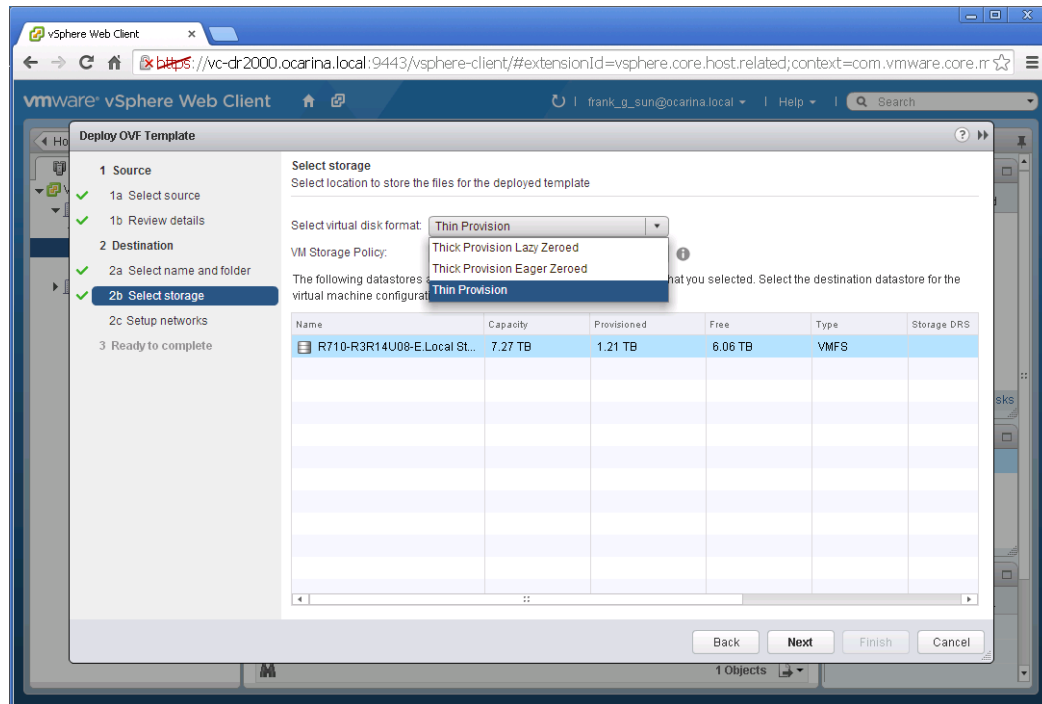 vSphere Web Client
https://vc-dr2000.ocarina.local:9443/vsphere-client/#extensionId=vsphere.core.host.related;context=com.vmware.core.m
vmware® vSphere Web Client
frank_g_sun@ocarina.local
Help
Search
Ho
Deploy OVF Template
1 Source
1a Select source
1b Review details
2 Destination
2a Select name and folder
2b Select storage
2c Setup networks
3 Ready to complete
Select storage
Select location to store the files for the deployed template
Select virtual disk format: Thin Provision
Thick Provision Lazy Zeroed
Thick Provision Eager Zeroed
Thin Provision
VM Storage Policy:
The following datastores a hat you selected. Select the destination datastore for the
virtual machine configurati
Name Capacity Provisioned Free Type Storage DRS
R710-R3R14U08-E.Local St... 7.27 TB 1.21 TB 6.06 TB VMFS
sks
Back Next Finish Cancel
1 Objects